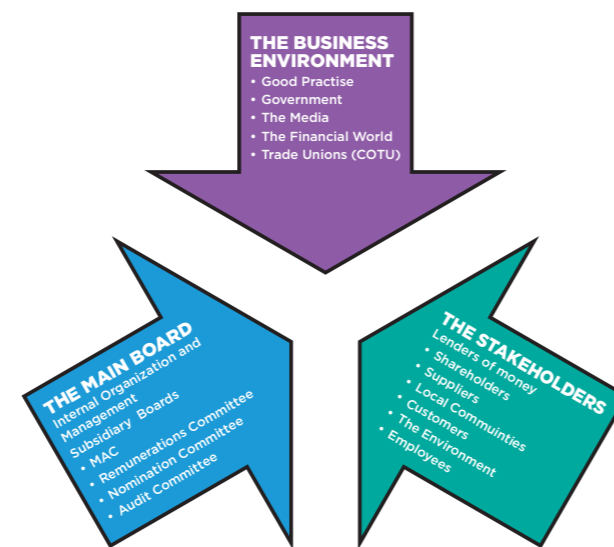 THE BUSINESS
ENVIRONMENT
• Good Practise
• Government
• The Media
• The Financial World
• Trade Unions (COTU)
THE MAIN BOARD
Internal Organization and
Management
Subsidiary Boards
• MAC
• Remunerations Committee
• Nomination Committee
• Audit Committee
THE STAKEHOLDERS
Lenders of money
• Shareholders
• Suppliers
• Local Commuinties
• Customers
• The Environment
• Employees